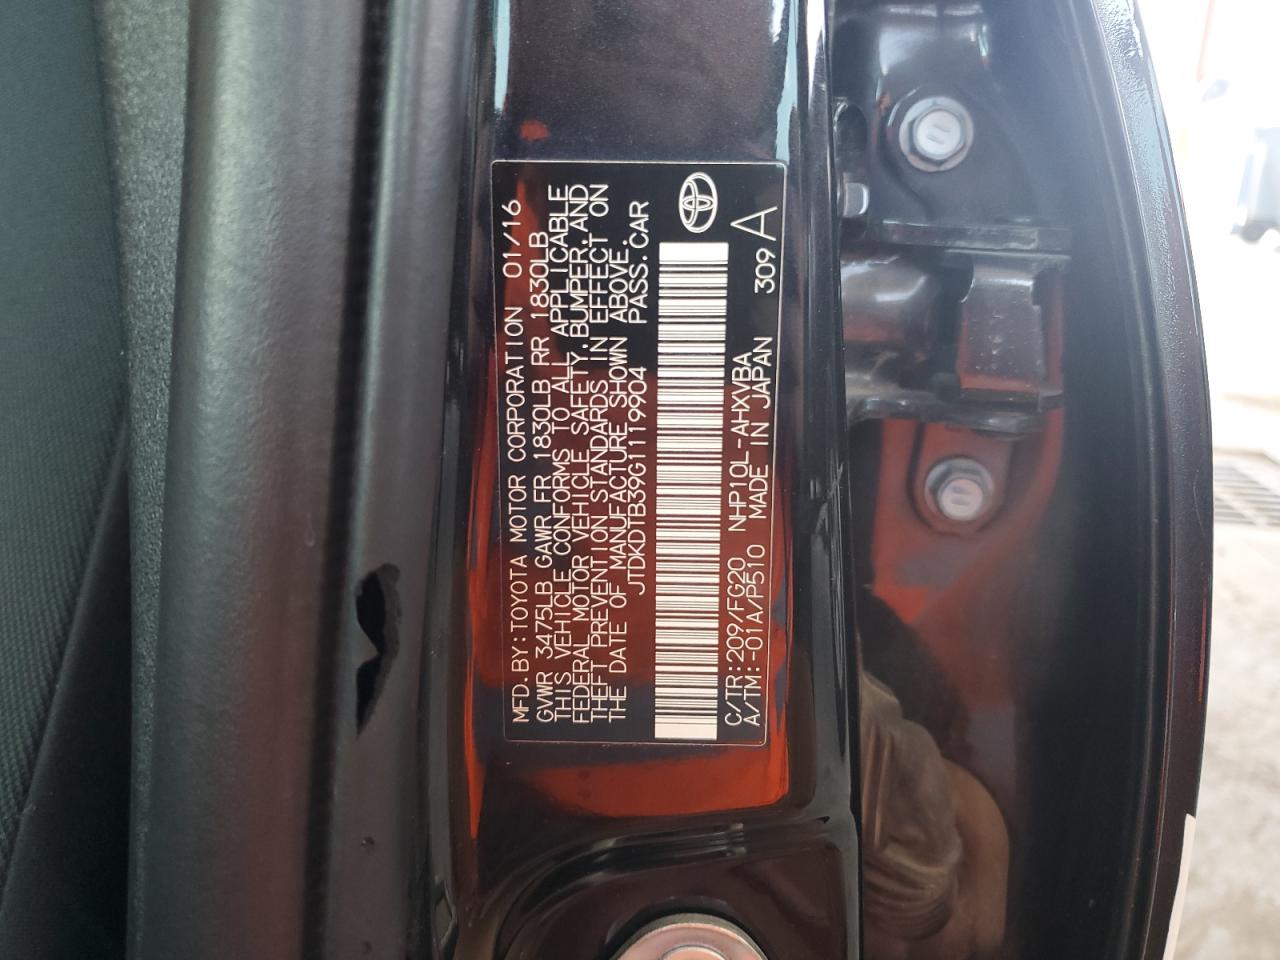 MFD.BY:TOYOTA MOTOR CORPORATION 01/16
GVWR 3475LB GAWR FR 1830LB RR 1830LB
THIS VEHICLE CONFORMS TO ALL APPLICABLE
FEDERAL MOTOR VEHICLE SAFETY,BUMPER,AND
THEFT PREVENTION STANDARDS IN EFFECT ON
THE DATE OF MANUFACTURE SHOWN ABOVE.
JTDKDTB39G1119904 PASS.CAR
C/TR:209/FG20 NHP10L-AHXVBA
A/TM:-01A/P510 MADE IN JAPAN 309 A